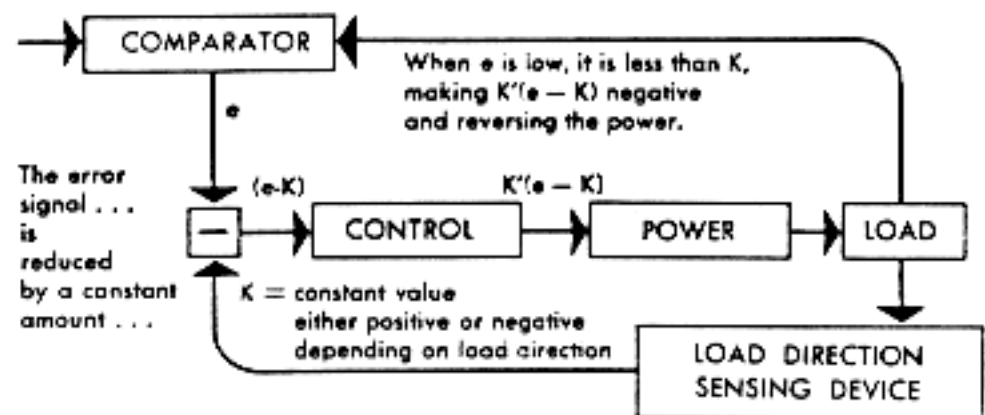 COMPARATOR
When e is low, it is less than K,
making K'(e — K) negative
and reversing the power.
e
The error
signal . . .
is
reduced
by a constant
amount . . .
(e-K)
K'(e — K)
—
CONTROL
POWER
LOAD
K = constant value
either positive or negative
depending on load direction
LOAD DIRECTION
SENSING DEVICE